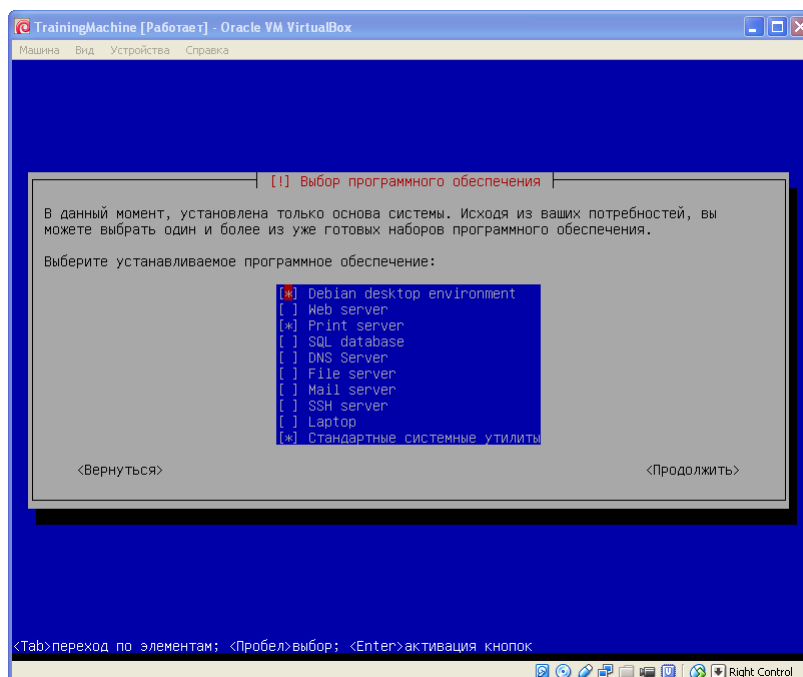 TrainingMachine [Работает] - Oracle VM VirtualBox
Машина Вид Устройства Справка
[!] Выбор программного обеспечения
В данный момент, установлена только основа системы. Исходя из ваших потребностей, вы
можете выбрать один и более из уже готовых наборов программного обеспечения.
Выберите устанавливаемое программное обеспечение:
[*] Debian desktop environment
[ ] Web server
[*] Print server
[ ] SQL database
[ ] DNS Server
[ ] File server
[ ] Mail server
[ ] SSH server
[ ] Laptop
[*] Стандартные системные утилиты
<Вернуться> <Продолжить>
<Tab>переход по элементам; <Пробел>выбор; <Enter>активация кнопок
Right Control